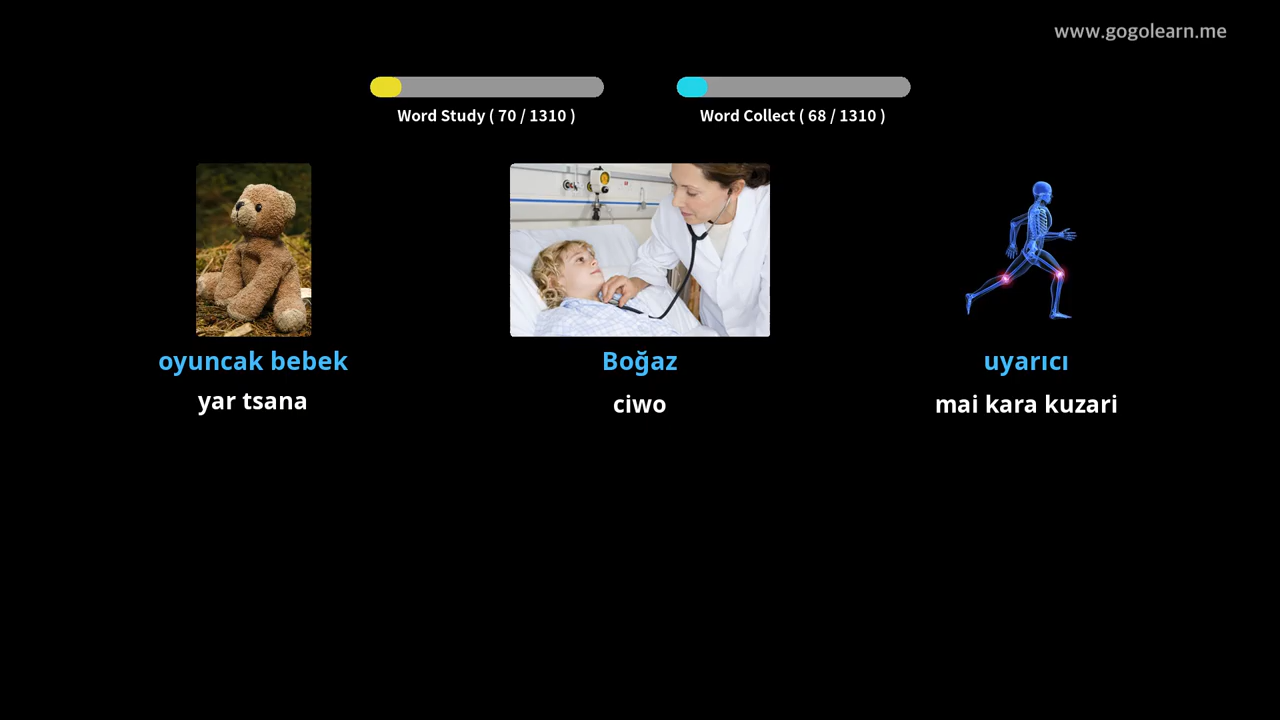 www.gogolearn.me
Word Study ( 70 / 1310 )
Word Collect ( 68 / 1310 )
oyuncak bebek
yar tsana
Boğaz
ciwo
uyarıcı
mai kara kuzari